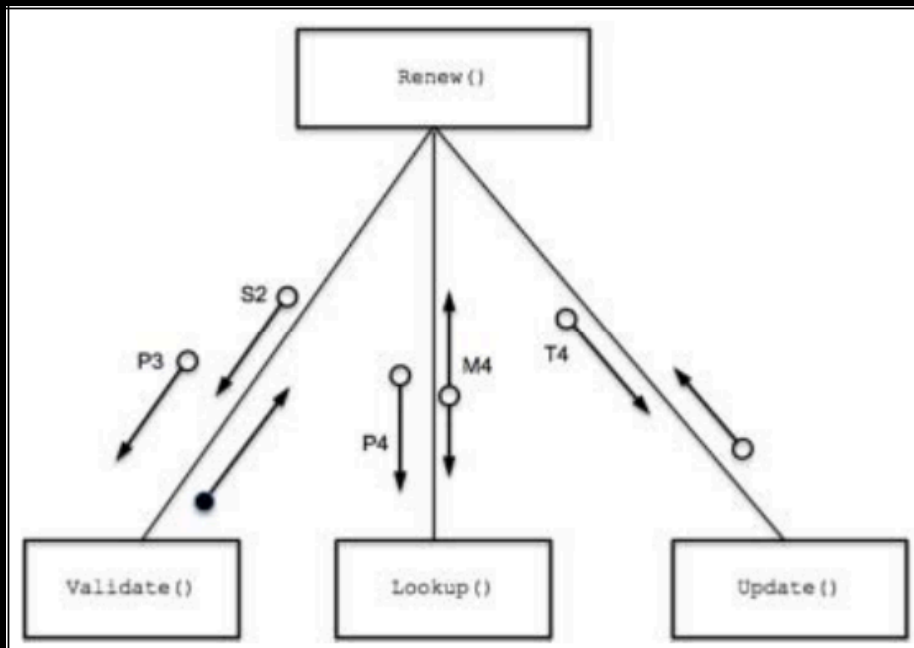 Renew()
S2
P3
M4
T4
P4
Validate()
Lookup()
Update()